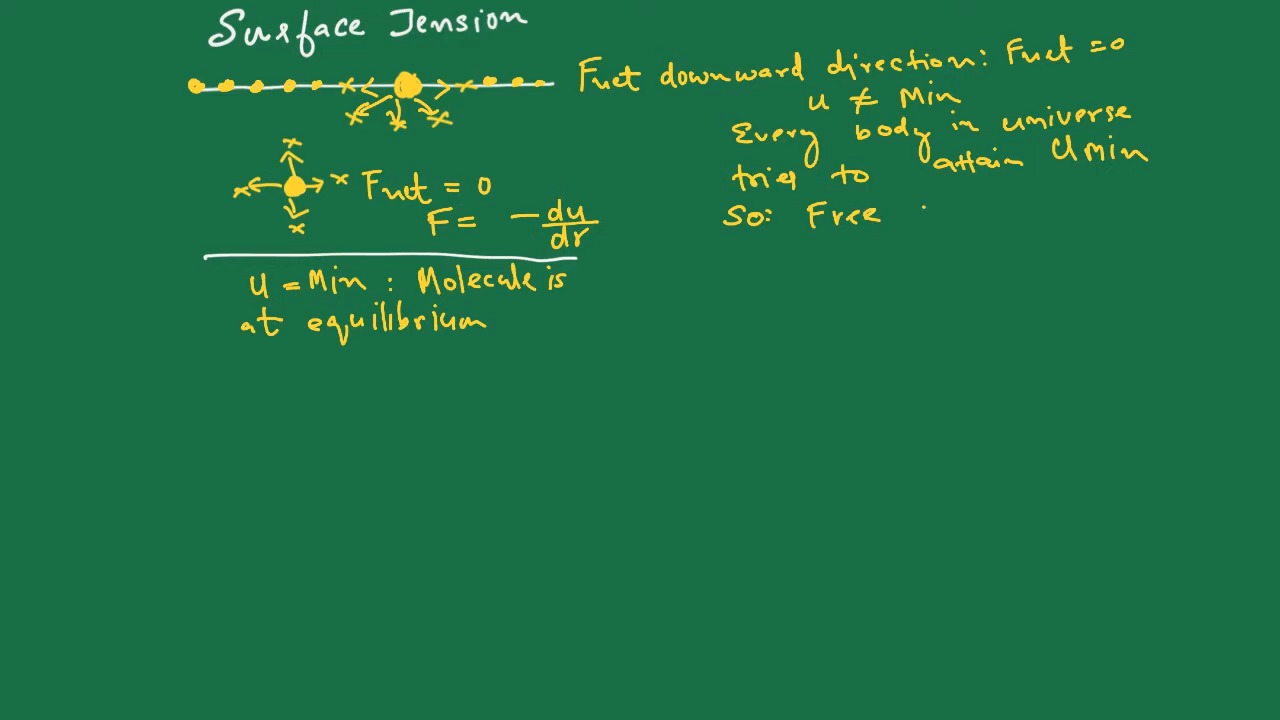 Surface Tension
Fnet downward direction: Fnet = 0
U ≠ Min
Every body in universe
tries to attain Umin
So: Free
x x
x x x
x
x x
x
Fnet = 0
F = - du/dr
U = Min : Molecule is
at equilibrium